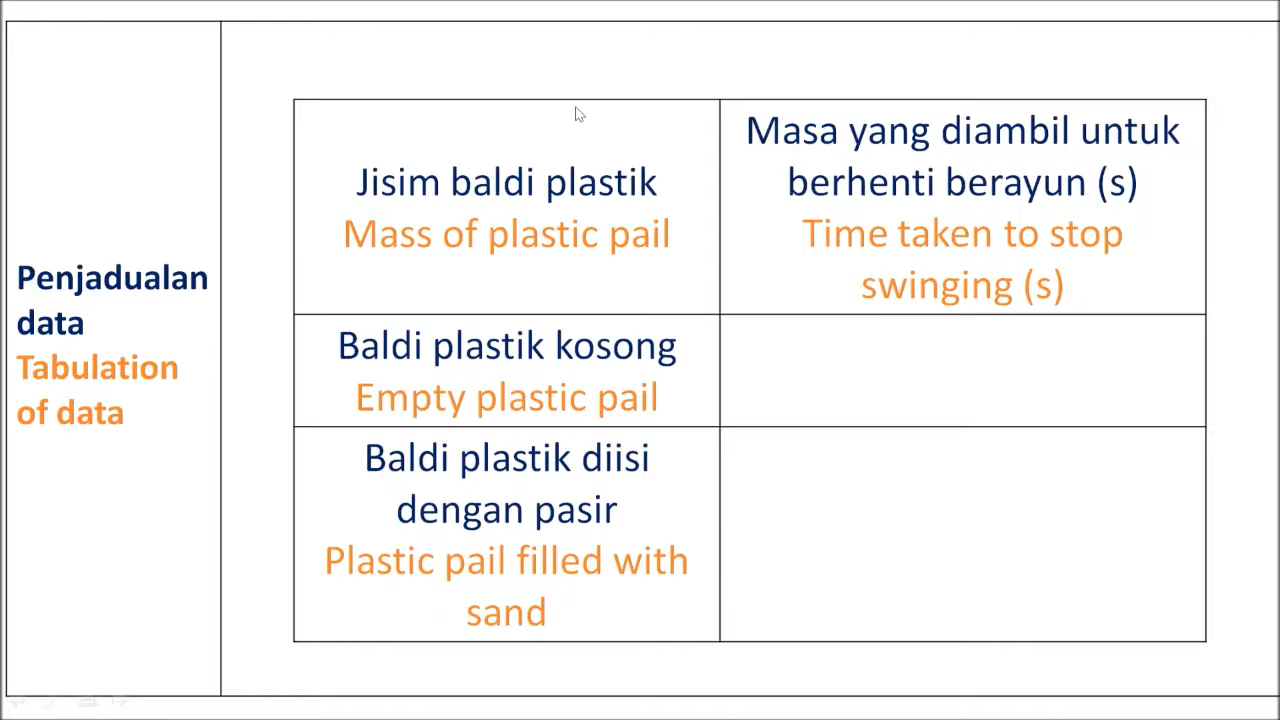 Penjadualan
data
Tabulation
of data
Jisim baldi plastik
Mass of plastic pail
Masa yang diambil untuk
berhenti berayun (s)
Time taken to stop
swinging (s)
Baldi plastik kosong
Empty plastic pail
Baldi plastik diisi
dengan pasir
Plastic pail filled with
sand